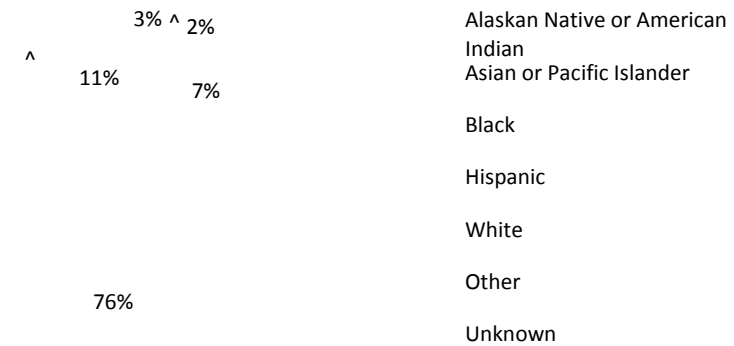 3% ^ 2%
^
11%
7%
76%
Alaskan Native or American
Indian
Asian or Pacific Islander
Black
Hispanic
White
Other
Unknown